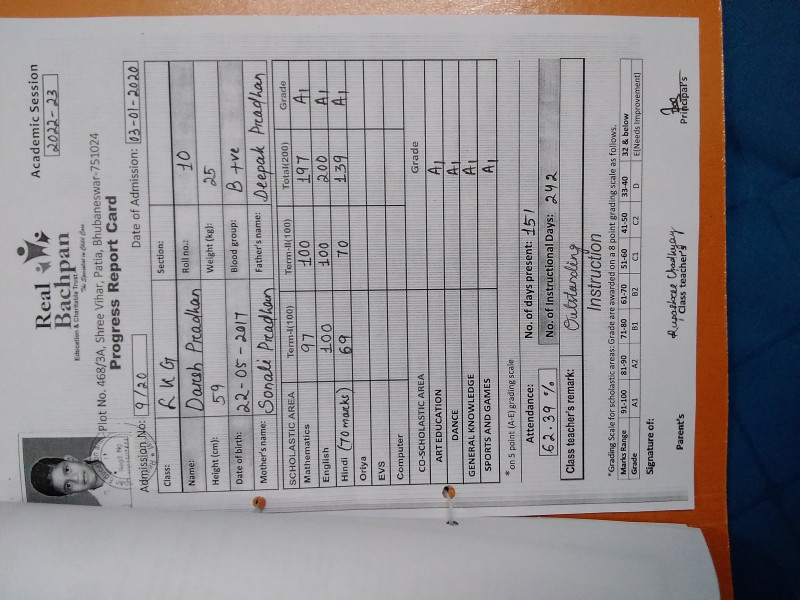 Real
Bachpan
Education & Charitable Trust
Academic Session
2022-23
Plot No. 468/3A, Shree Vihar, Patia, Bhubaneswar-751024
Progress Report Card
Admission No: 9/20 Date of Admission: 03-01-2020
Class: LKG Section:
Name: Darsh Pradhan Roll no.: 10
Height (cm): 59 Weight (kg): 25
Date of birth: 22-05-2017 Blood group: B +ve
Mother's name: Sonali Pradhan Father's name: Deepak Pradhan
SCHOLASTIC AREA Term-I(100) Term-II(100) Total(200) Grade
Mathematics 97 100 197 A1
English 100 100 200 A1
Hindi (70 marks) 69 70 139 A1
Oriya
EVS
Computer
CO-SCHOLASTIC AREA Grade
ART EDUCATION A1
DANCE A1
GENERAL KNOWLEDGE A1
SPORTS AND GAMES A1
* on 5 point (A-E) grading scale
Attendance: No. of days present: 151
62.39 % No. of Instructional Days: 242
Class teacher's remark: Outstanding
Instruction
*Grading Scale for scholastic areas: Grade are awarded on a 8 point grading scale as follows.
Marks Range 91-100 81-90 71-80 61-70 51-60 41-50 33-40 32 & below
Grade A1 A2 B1 B2 C1 C2 D E(Needs Improvement)
Signature of:
Parent's Class teacher's Principal's